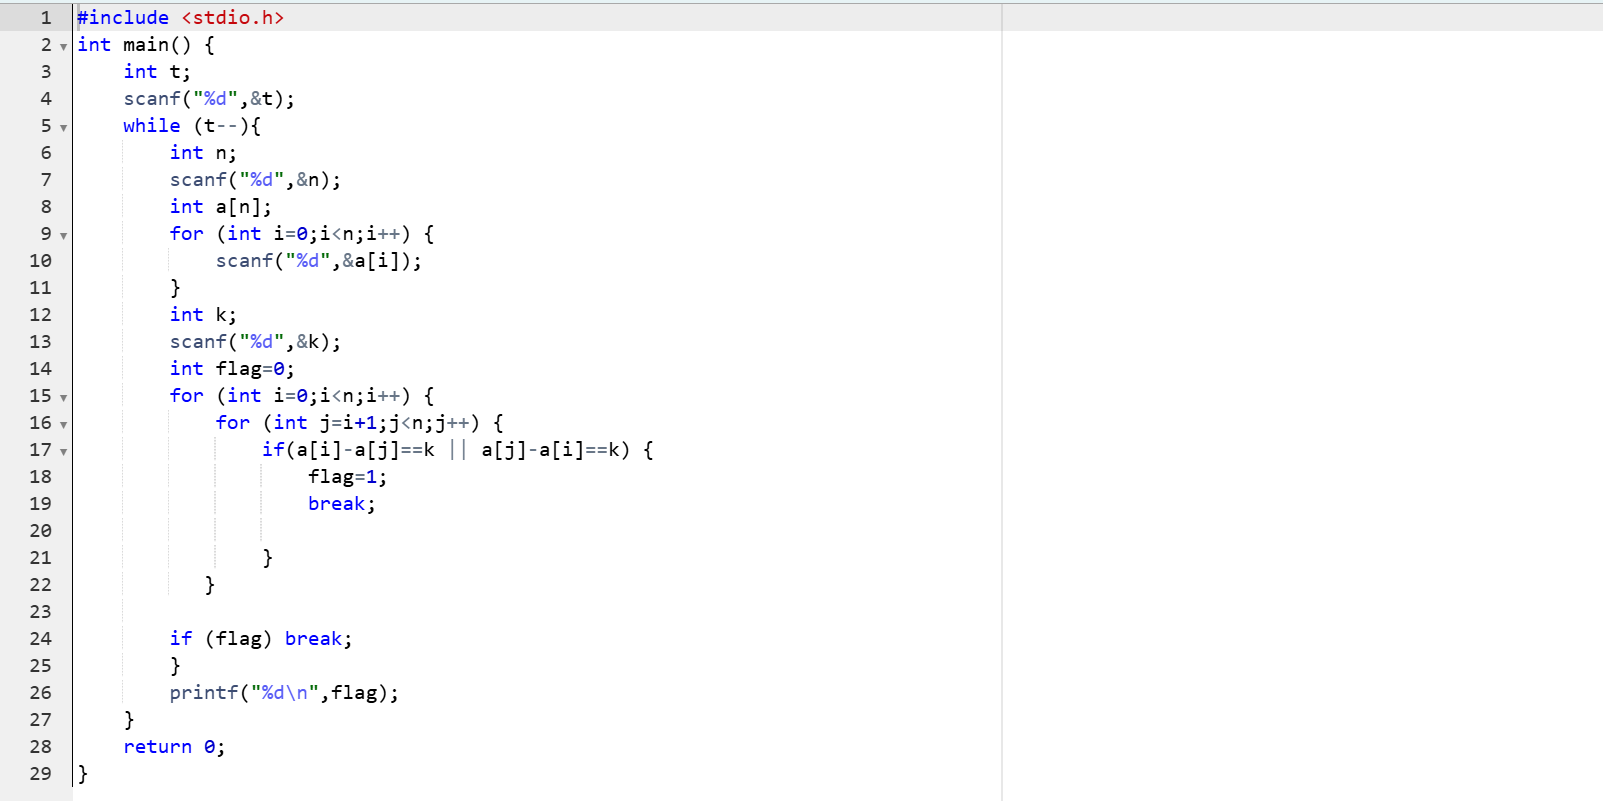 1 #include <stdio.h>
2 int main() {
3     int t;
4     scanf("%d",&t);
5     while (t--){
6         int n;
7         scanf("%d",&n);
8         int a[n];
9         for (int i=0;i<n;i++) {
10             scanf("%d",&a[i]);
11         }
12         int k;
13         scanf("%d",&k);
14         int flag=0;
15         for (int i=0;i<n;i++) {
16             for (int j=i+1;j<n;j++) {
17                 if(a[i]-a[j]==k || a[j]-a[i]==k) {
18                     flag=1;
19                     break;
20
21                 }
22            }
23
24         if (flag) break;
25         }
26         printf("%d\n",flag);
27     }
28     return 0;
29 }